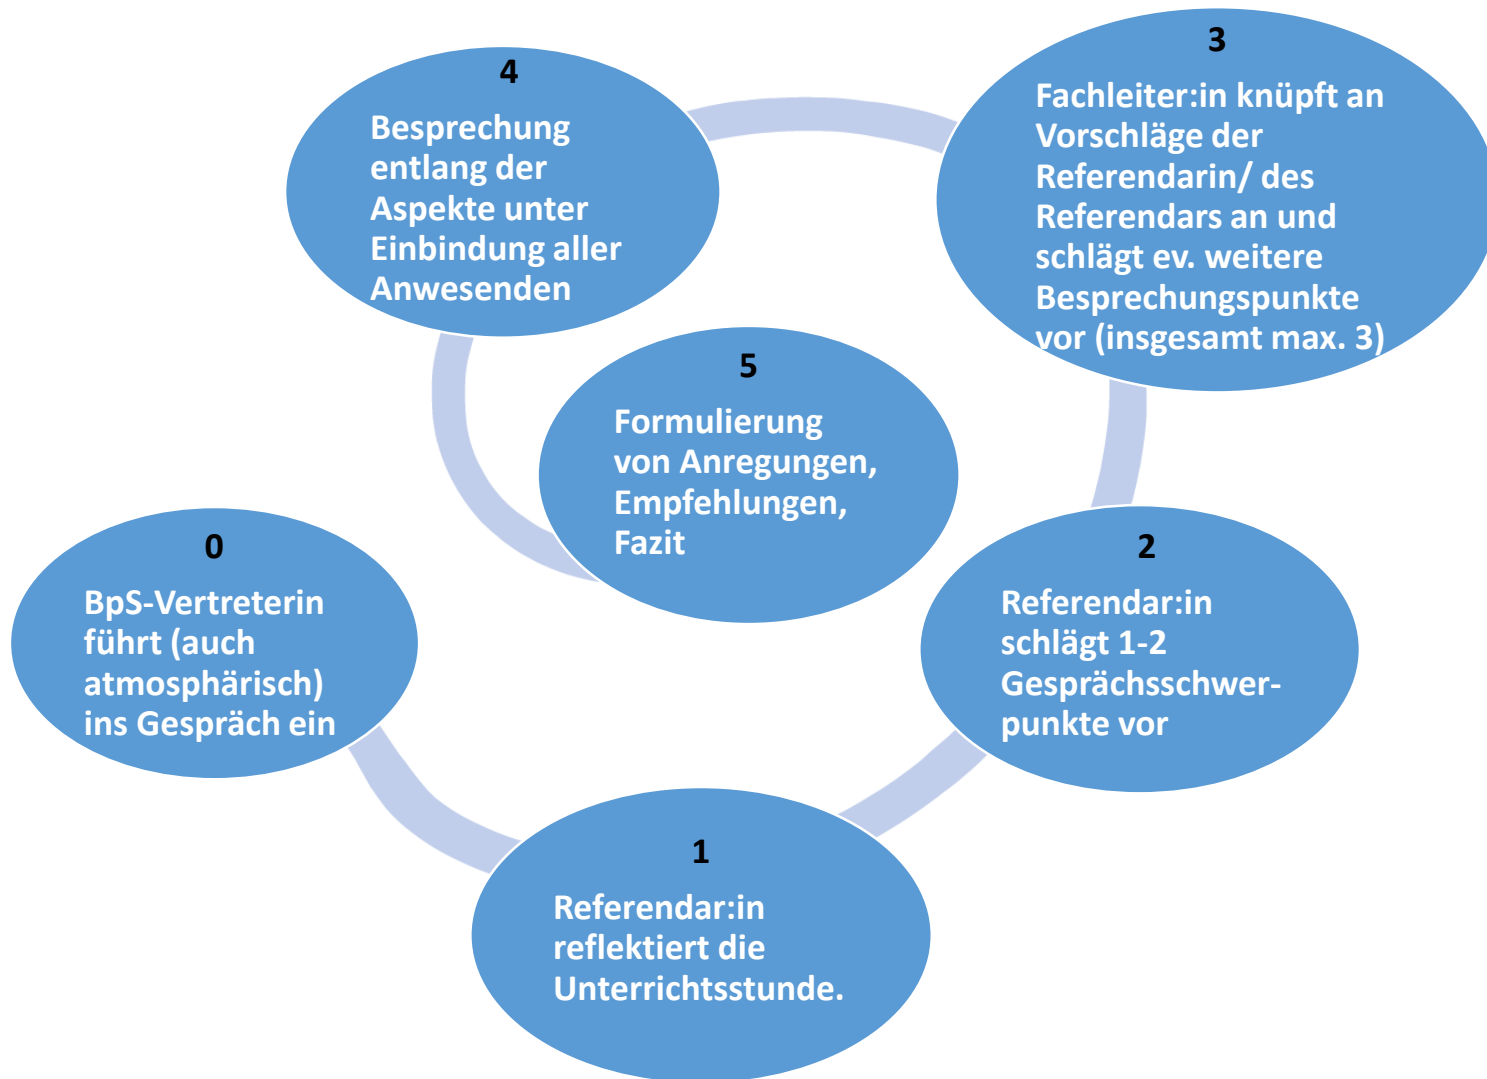 0
BpS-Vertreterin
führt (auch
atmosphärisch)
ins Gespräch ein
1
Referendar:in
reflektiert die
Unterrichtsstunde.
2
Referendar:in
schlägt 1-2
Gesprächsschwer-
punkte vor
3
Fachleiter:in knüpft an
Vorschläge der
Referendarin/ des
Referendars an und
schlägt ev. weitere
Besprechungspunkte
vor (insgesamt max. 3)
4
Besprechung
entlang der
Aspekte unter
Einbindung aller
Anwesenden
5
Formulierung
von Anregungen,
Empfehlungen,
Fazit